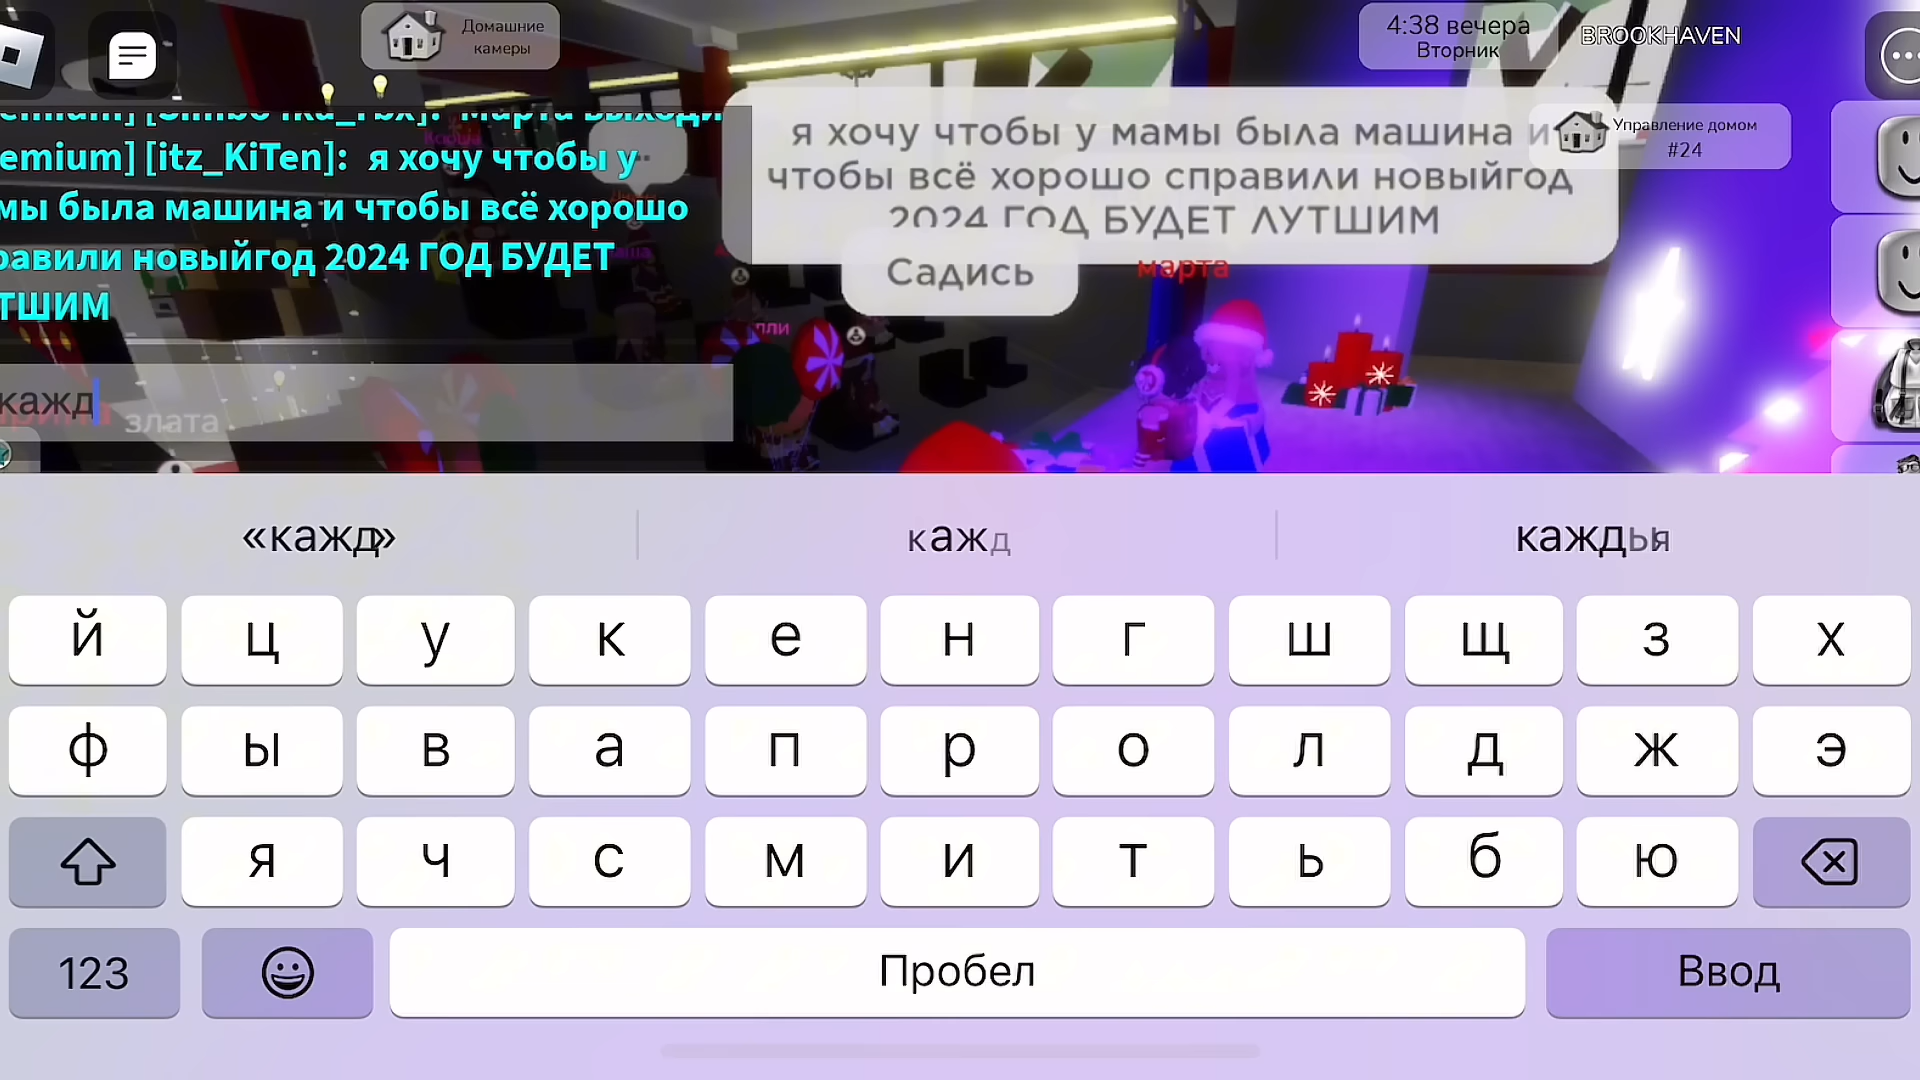 Домашние
камеры
4:38 вечера
Вторник
BROOKHAVEN
Управление домом
#24
emium] [itz_KiTen]: я хочу чтобы у
мы была машина и чтобы всё хорошо
равили новыйгод 2024 ГОД БУДЕТ
ТШИМ
я хочу чтобы у мамы была машина и
чтобы всё хорошо справили новыйгод
2024 ГОД БУДЕТ ЛУТШИМ
Садись
марта
лли
кажд
злата
«кажд»
кажд
й ц у к е н г ш щ з х
ф ы в а п р о л д ж э
я ч с м и т ь б ю
123 Пробел Ввод